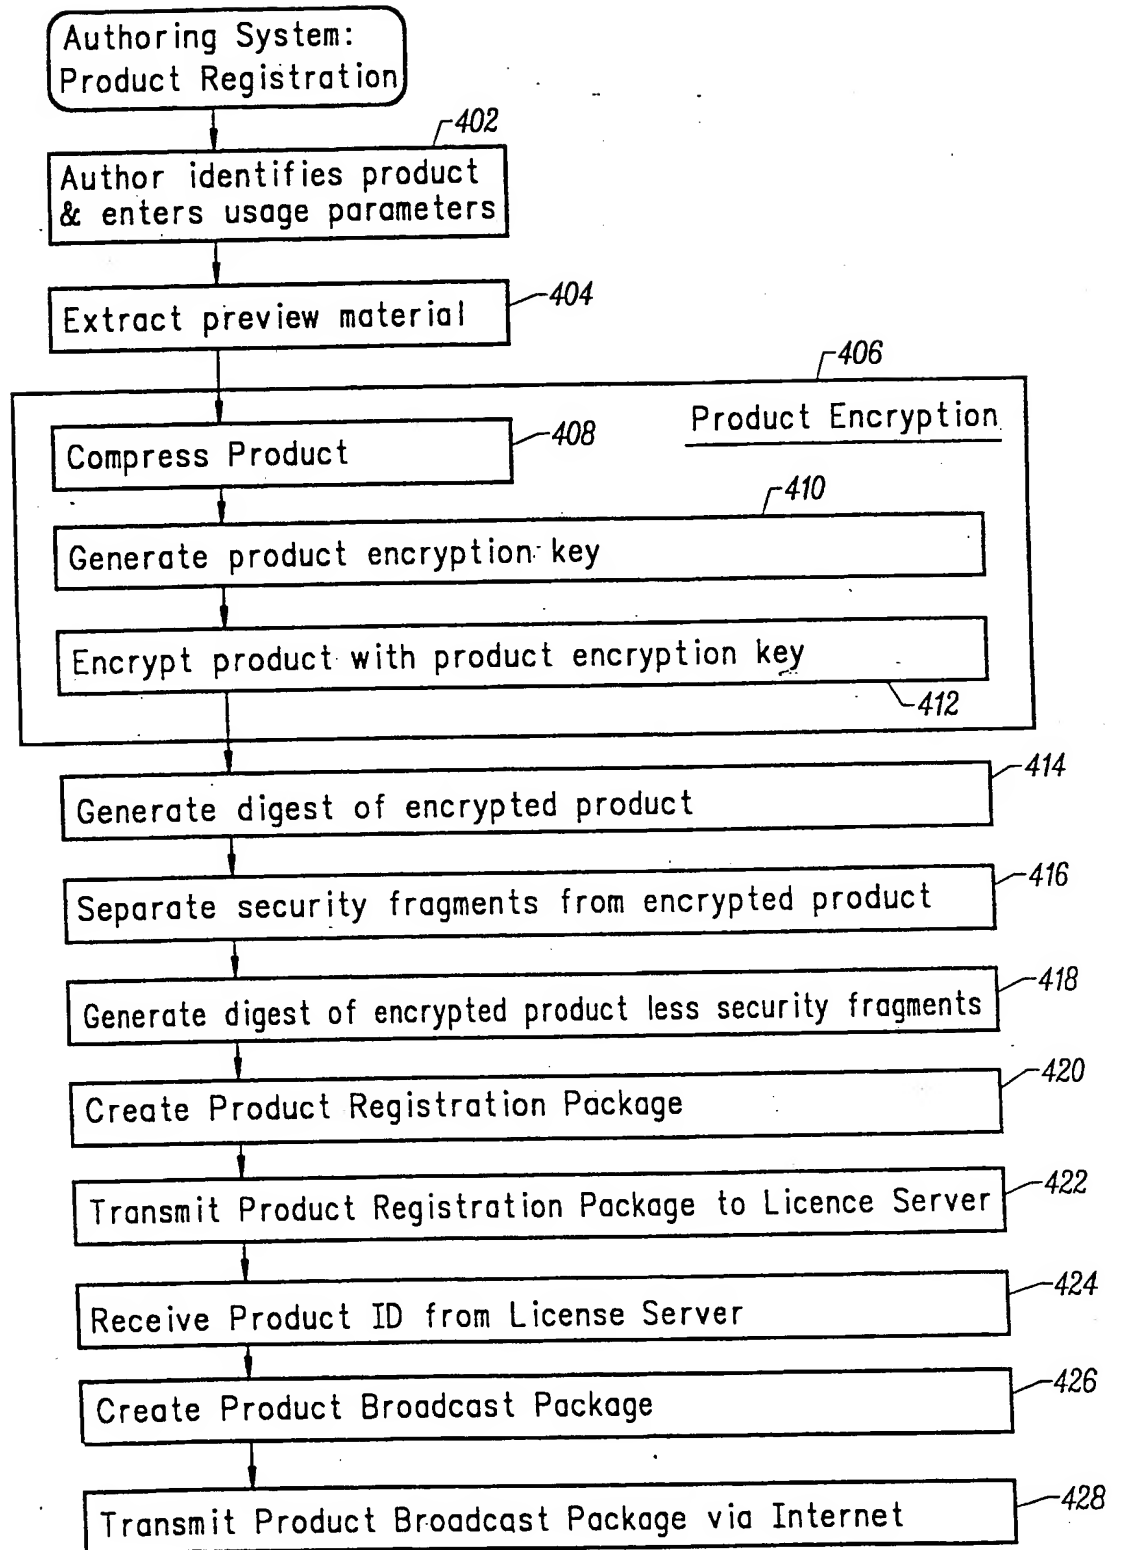 Authoring System:
Product Registration
402
Author identifies product
& enters usage parameters
404
Extract preview material
406
Product Encryption
408
Compress Product
410
Generate product encryption key
Encrypt product with product encryption key
412
414
Generate digest of encrypted product
416
Separate security fragments from encrypted product
418
Generate digest of encrypted product less security fragments
420
Create Product Registration Package
422
Transmit Product Registration Package to Licence Server
424
Receive Product ID from License Server
426
Create Product Broadcast Package
428
Transmit Product Broadcast Package via Internet